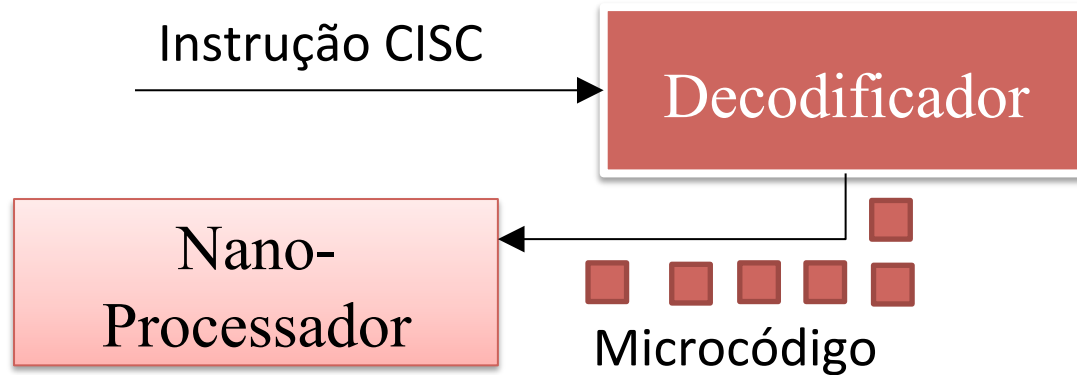 Instrução CISC
Decodificador
Nano-
Processador
Microcódigo